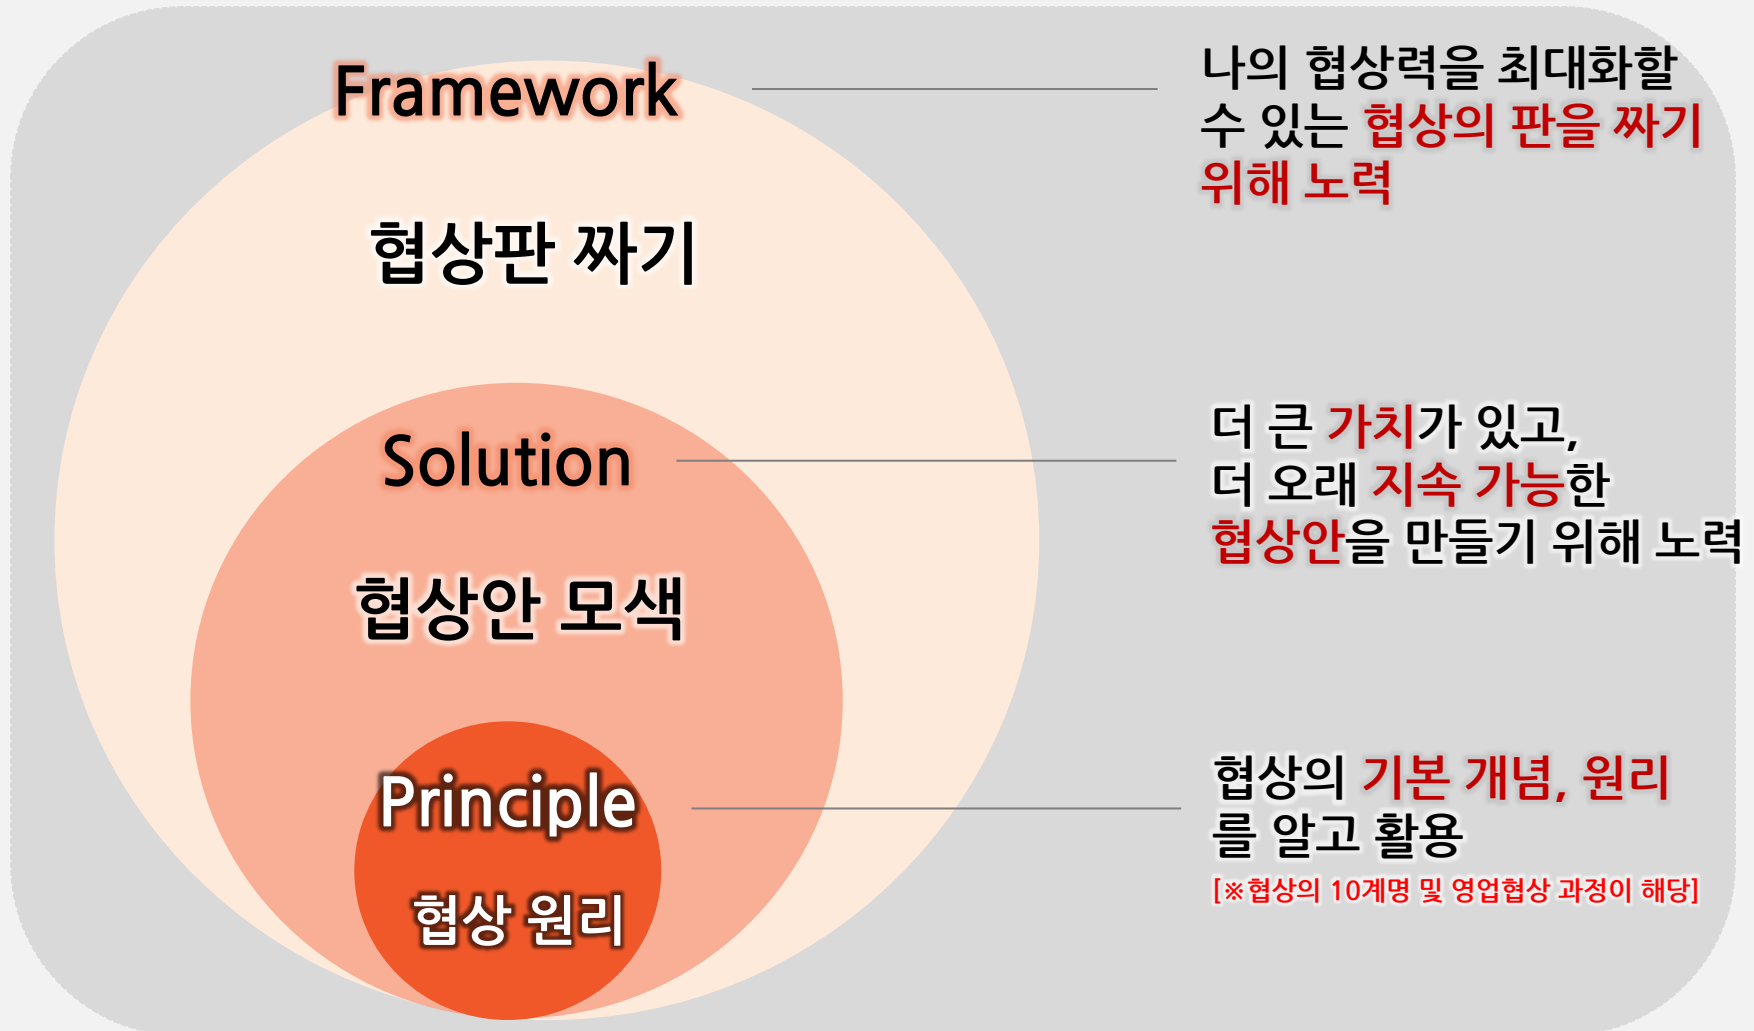 Framework
나의 협상력을 최대화할
수 있는 협상의 판을 짜기
위해 노력
협상판 짜기
Solution
더 큰 가치가 있고,
더 오래 지속 가능한
협상안을 만들기 위해 노력
협상안 모색
Principle
협상의 기본 개념, 원리
를 알고 활용
[※협상의 10계명 및 영업협상 과정이 해당]
협상 원리